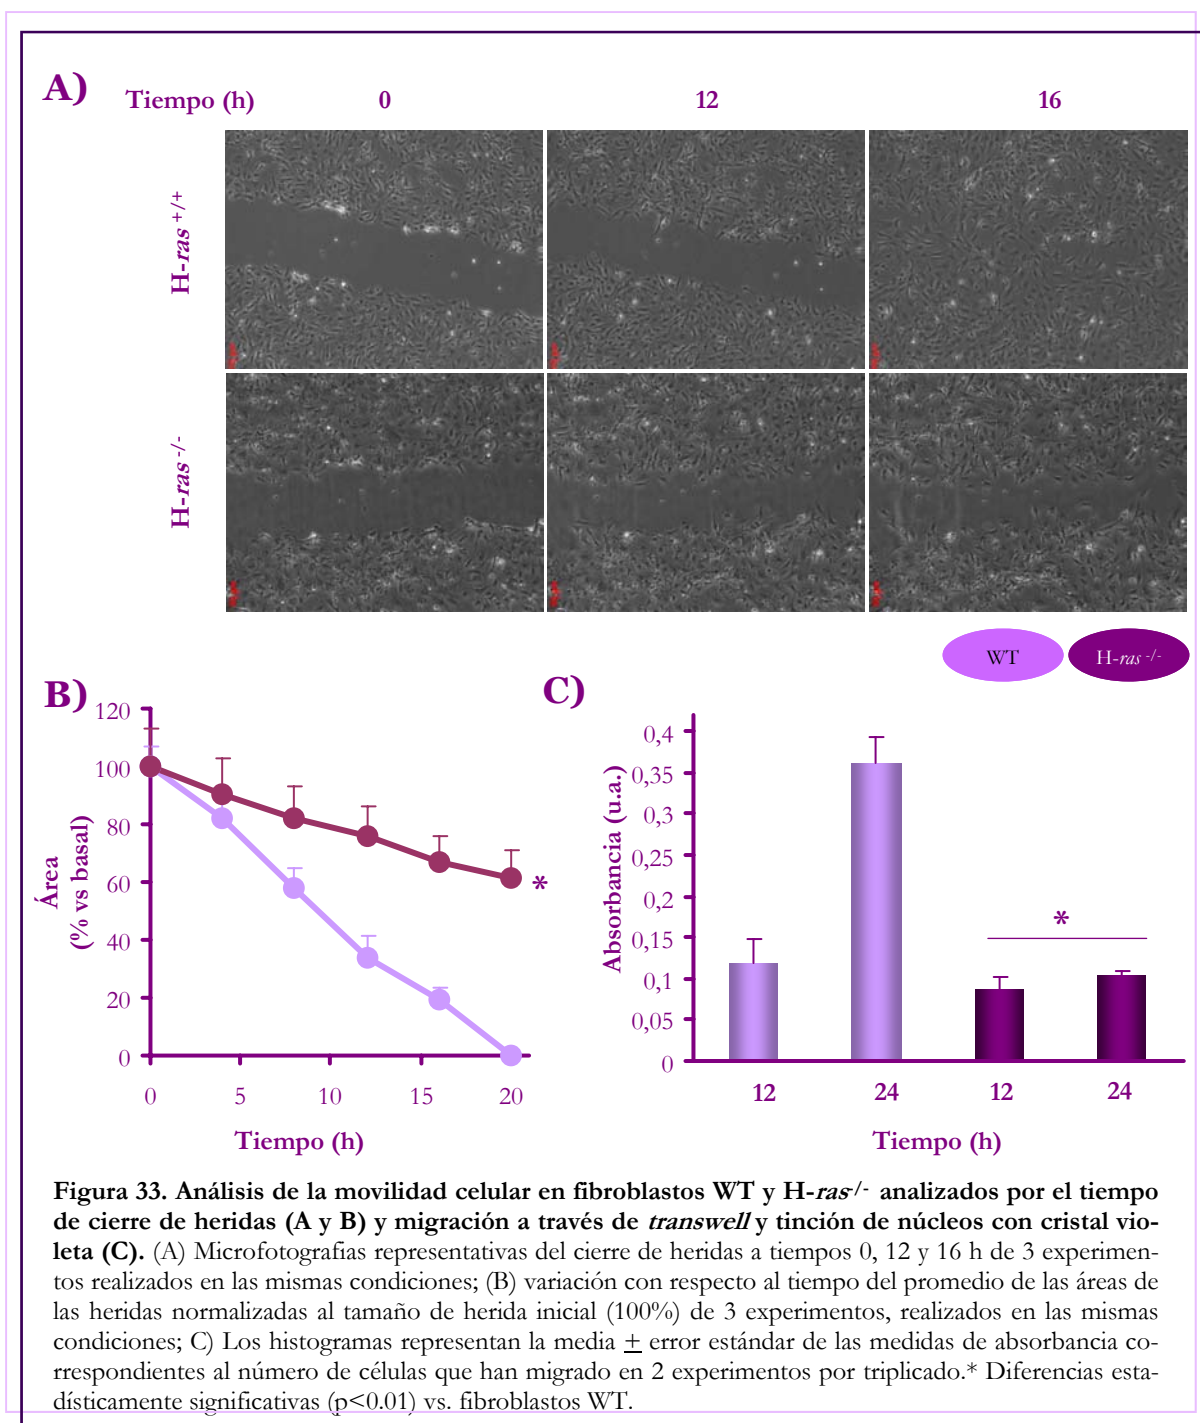 A)
Tiempo (h) 0 12 16
H-ras +/+
H-ras -/-
WT H-ras -/-
B)
120
100
80
60
40
20
0
Área
(% vs basal)
*
0 5 10 15 20
Tiempo (h)
C)
0,4
0,35
0,3
0,25
0,2
0,15
0,1
0,05
0
Absorbancia (u.a.)
*
12 24 12 24
Tiempo (h)
Figura 33. Análisis de la movilidad celular en fibroblastos WT y H-ras-/- analizados por el tiempo
de cierre de heridas (A y B) y migración a través de transwell y tinción de núcleos con cristal vio-
leta (C). (A) Microfotografias representativas del cierre de heridas a tiempos 0, 12 y 16 h de 3 experimen-
tos realizados en las mismas condiciones; (B) variación con respecto al tiempo del promedio de las áreas de
las heridas normalizadas al tamaño de herida inicial (100%) de 3 experimentos, realizados en las mismas
condiciones; C) Los histogramas representan la media + error estándar de las medidas de absorbancia co-
rrespondientes al número de células que han migrado en 2 experimentos por triplicado.* Diferencias esta-
dísticamente significativas (p<0.01) vs. fibroblastos WT.